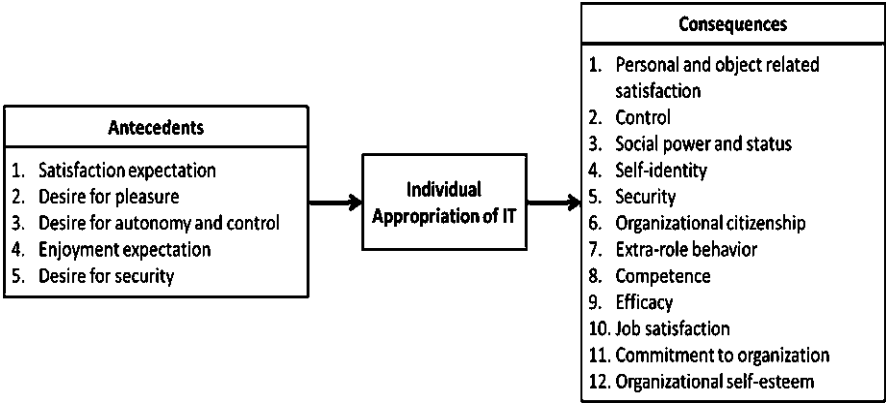 Antecedents
1. Satisfaction expectation
2. Desire for pleasure
3. Desire for autonomy and control
4. Enjoyment expectation
5. Desire for security
Individual
Appropriation of IT
Consequences
1. Personal and object related
satisfaction
2. Control
3. Social power and status
4. Self-identity
5. Security
6. Organizational citizenship
7. Extra-role behavior
8. Competence
9. Efficacy
10. Job satisfaction
11. Commitment to organization
12. Organizational self-esteem